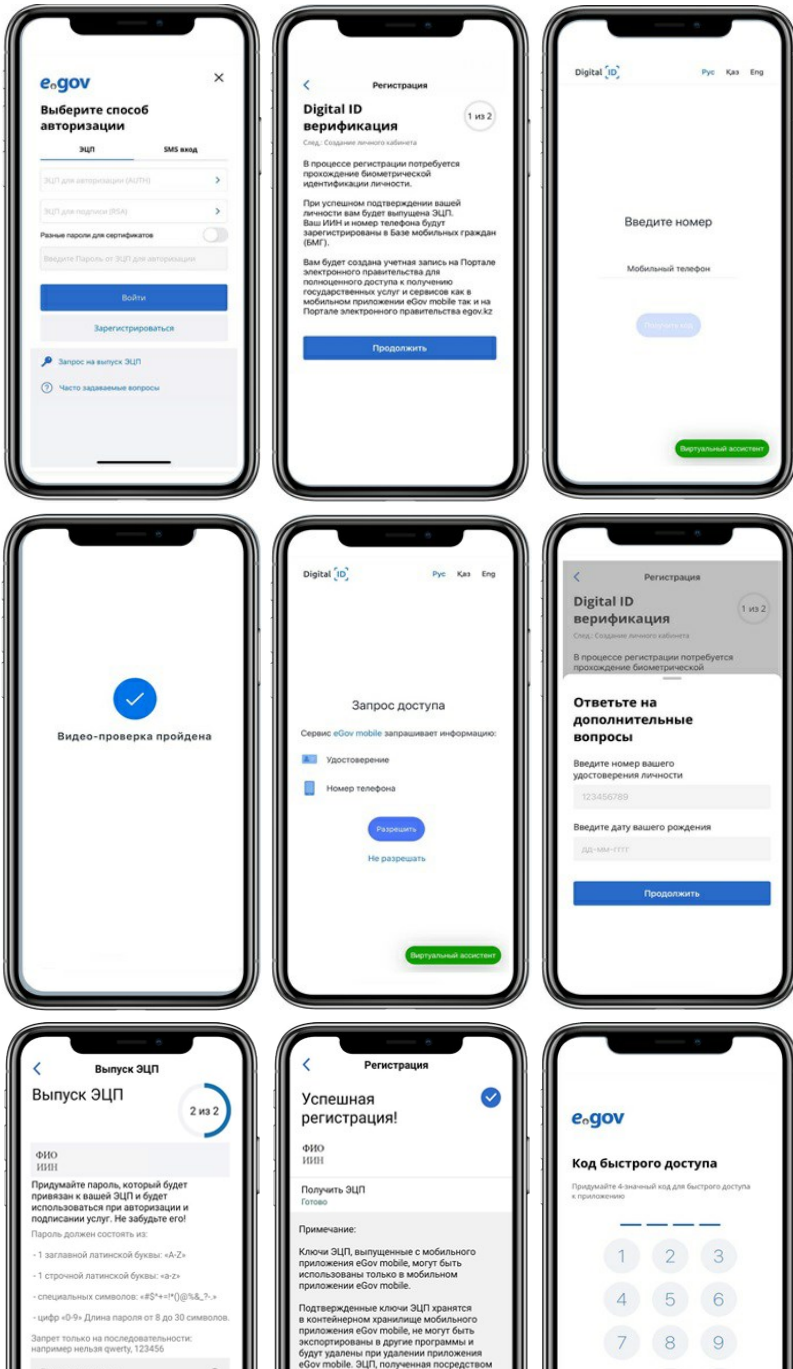 e.gov
Выберите способ
авторизации
ЭЦП SMS вход
ЭЦП для авторизации (AUTH)
ЭЦП для подписи (RSA)
Разные пароли для сертификатов
Введите Пароль от ЭЦП для авторизации
Войти
Зарегистрироваться
Запрос на выпуск ЭЦП
Часто задаваемые вопросы
Регистрация
Digital ID
верификация
1 из 2
След.: Создание личного кабинета
В процессе регистрации потребуется
прохождение биометрической
идентификации личности.
При успешном подтверждении вашей
личности вам будет выпущена ЭЦП.
Ваш ИИН и номер телефона будут
зарегистрированы в Базе мобильных граждан
(БМГ).
Вам будет создана учетная запись на Портале
электронного правительства для
полноценного доступа к получению
государственных услуг и сервисов как в
мобильном приложении eGov mobile так и на
Портале электронного правительства egov.kz
Продолжить
Digital ID Рус Қаз Eng
Введите номер
Мобильный телефон
Получить код
Виртуальный ассистент
Видео-проверка пройдена
Digital ID Рус Қаз Eng
Запрос доступа
Сервис eGov mobile запрашивает информацию:
Удостоверение
Номер телефона
Разрешить
Не разрешать
Виртуальный ассистент
Регистрация
Digital ID
верификация
1 из 2
След.: Создание личного кабинета
В процессе регистрации потребуется
прохождение биометрической
Ответьте на
дополнительные
вопросы
Введите номер вашего
удостоверения личности
123456789
Введите дату вашего рождения
дд-мм-гггг
Продолжить
Выпуск ЭЦП
Выпуск ЭЦП
2 из 2
ФИО
ИИН
Придумайте пароль, который будет
привязан к вашей ЭЦП и будет
использоваться при авторизации и
подписании услуг. Не забудьте его!
Пароль должен состоять из:
- 1 заглавной латинской буквы: «A-Z»
- 1 строчной латинской буквы: «a-z»
- специальных символов: «#$^+=!*()@%&_?-.»
- цифр «0-9» Длина пароля от 8 до 30 символов.
Запрет только на последовательности:
например нельзя qwerty, 123456
Регистрация
Успешная
регистрация!
ФИО
ИИН
Получить ЭЦП
Готово
Примечание:
Ключи ЭЦП, выпущенные с мобильного
приложения eGov mobile, могут быть
использованы только в мобильном
приложении eGov mobile.
Подтвержденные ключи ЭЦП хранятся
в контейнерном хранилище мобильного
приложения eGov mobile, не могут быть
экспортированы в другие программы и
будут удалены при удалении приложения
eGov mobile. ЭЦП, полученная посредством
e.gov
Код быстрого доступа
Придумайте 4-значный код для быстрого доступа
к приложению
1 2 3
4 5 6
7 8 9